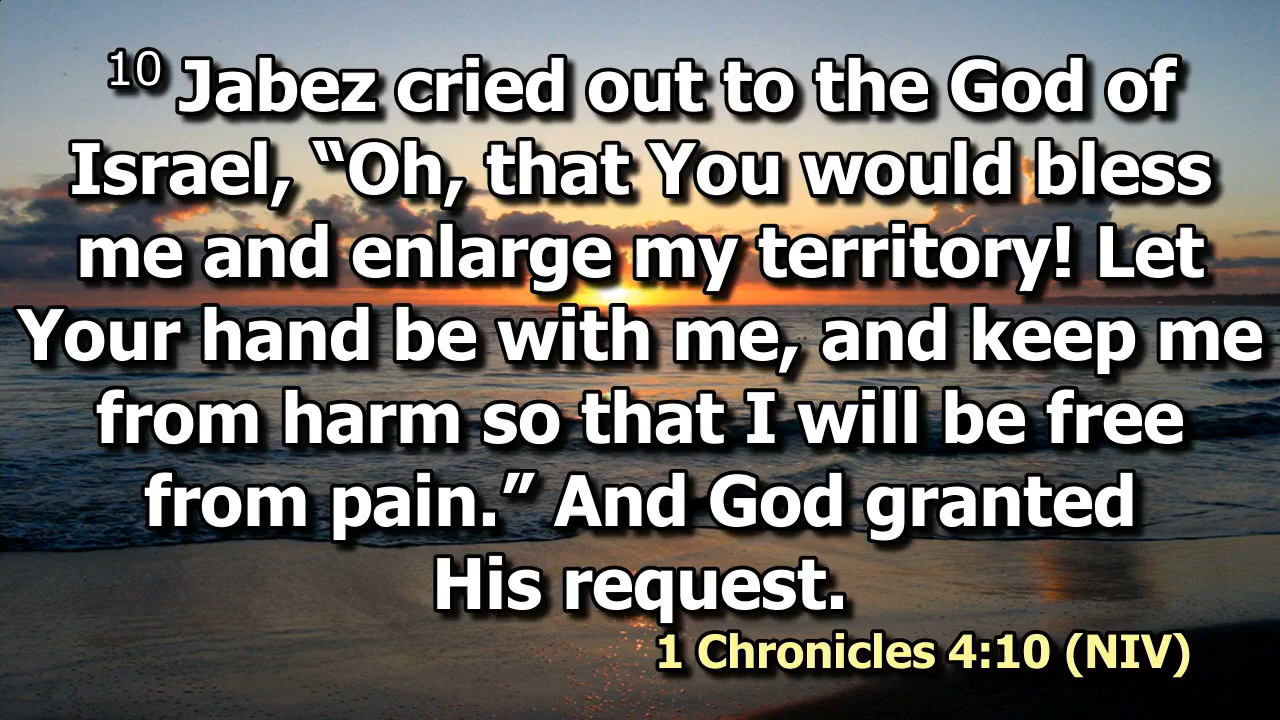 10 Jabez cried out to the God of
Israel, “Oh, that You would bless
me and enlarge my territory! Let
Your hand be with me, and keep me
from harm so that I will be free
from pain.” And God granted
His request.
1 Chronicles 4:10 (NIV)